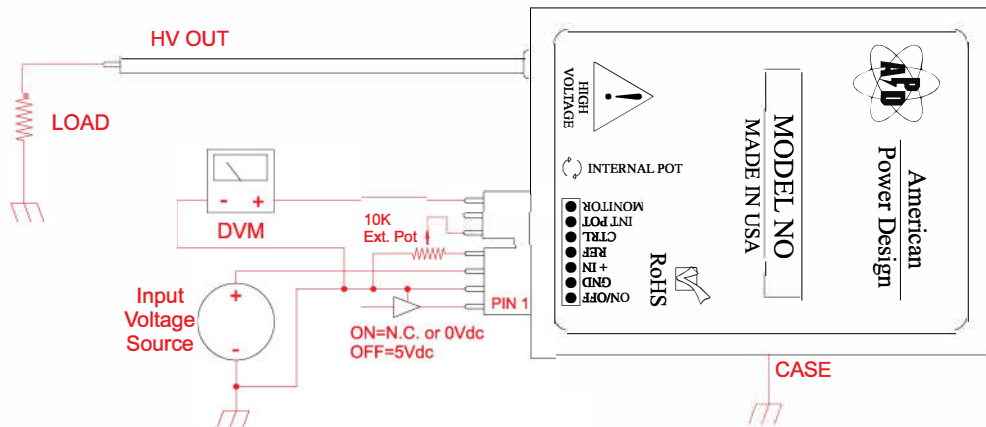 HV OUT
LOAD
- +
DVM
10K
Ext. Pot
Input
Voltage
Source
+
-
ON=N.C. or 0Vdc
OFF=5Vdc
PIN 1
HIGH
VOLTAGE
!
INTERNAL POT
MONITOR
INT POT
CTRL
REF
+ IN
GND
ON/OFF
RoHS
MODEL NO
MADE IN USA
APD
American
Power Design
CASE